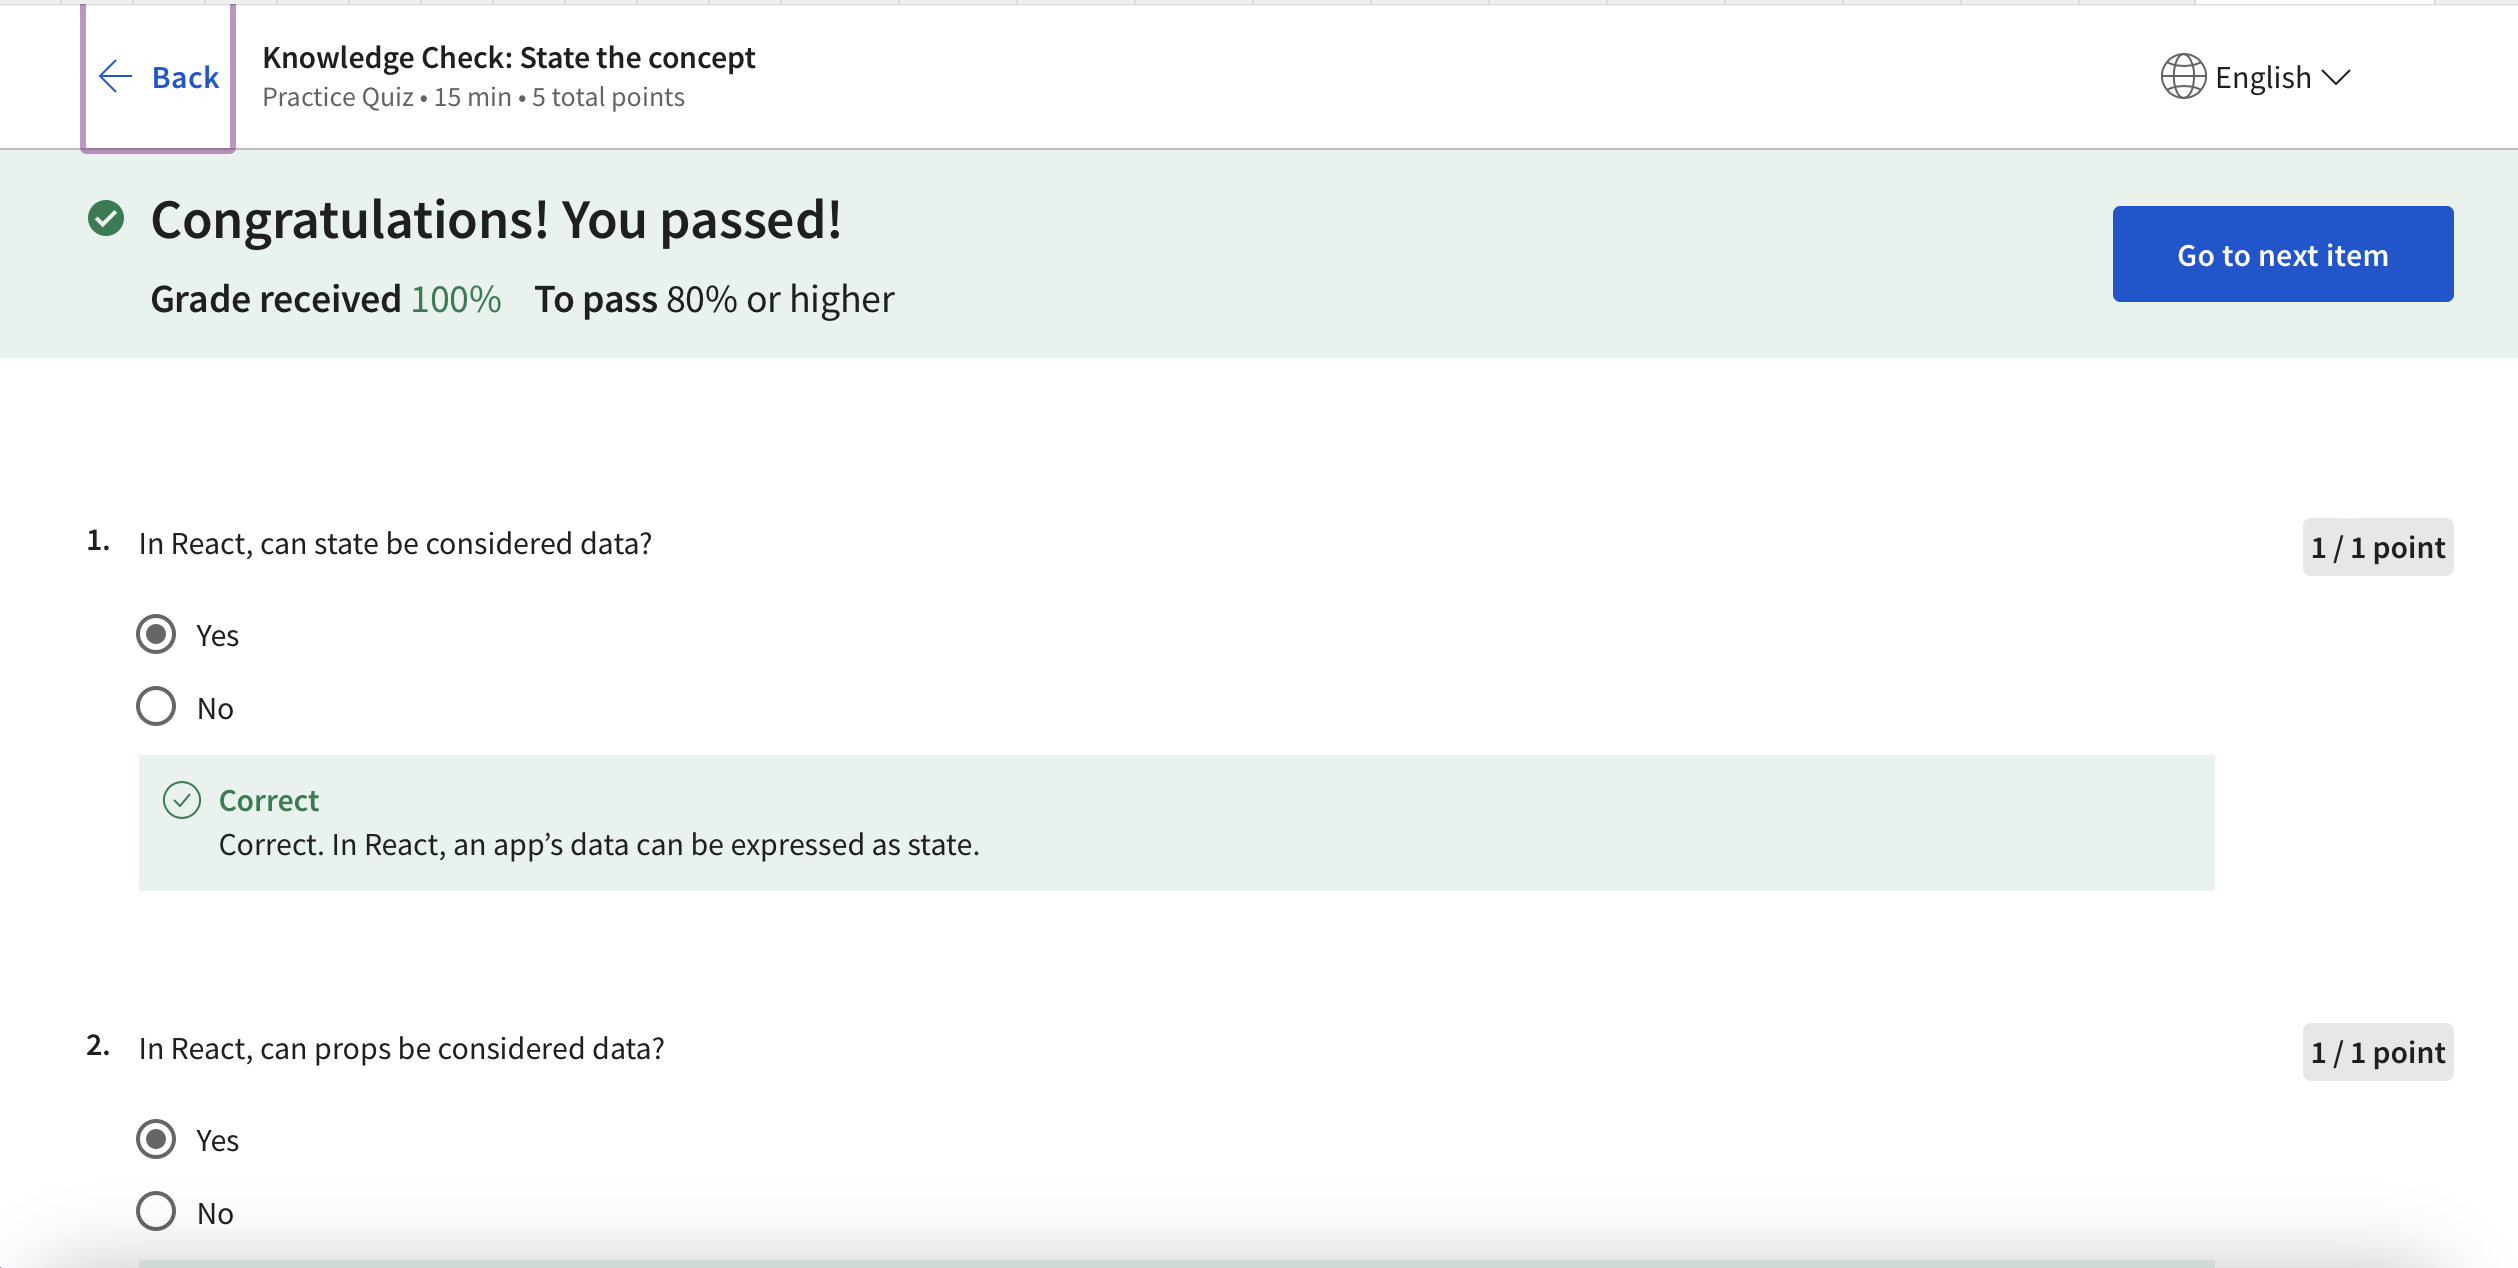 Back
Knowledge Check: State the concept
Practice Quiz • 15 min • 5 total points
English
Congratulations! You passed!
Grade received 100% To pass 80% or higher
Go to next item
1. In React, can state be considered data?
1 / 1 point
Yes
No
Correct
Correct. In React, an app’s data can be expressed as state.
2. In React, can props be considered data?
1 / 1 point
Yes
No